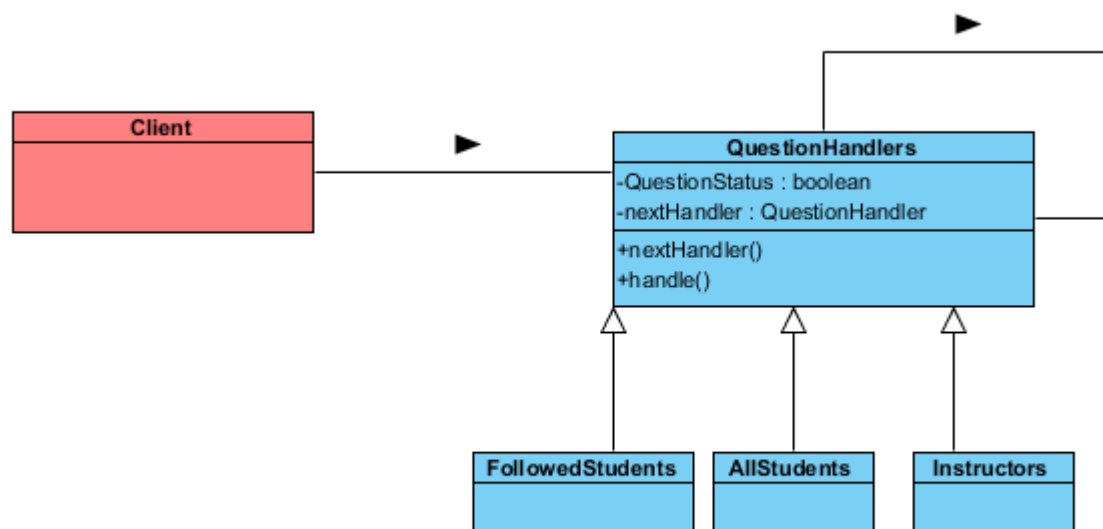 Client
QuestionHandlers
-QuestionStatus : boolean
-nextHandler : QuestionHandler
+nextHandler()
+handle()
FollowedStudents
AllStudents
Instructors